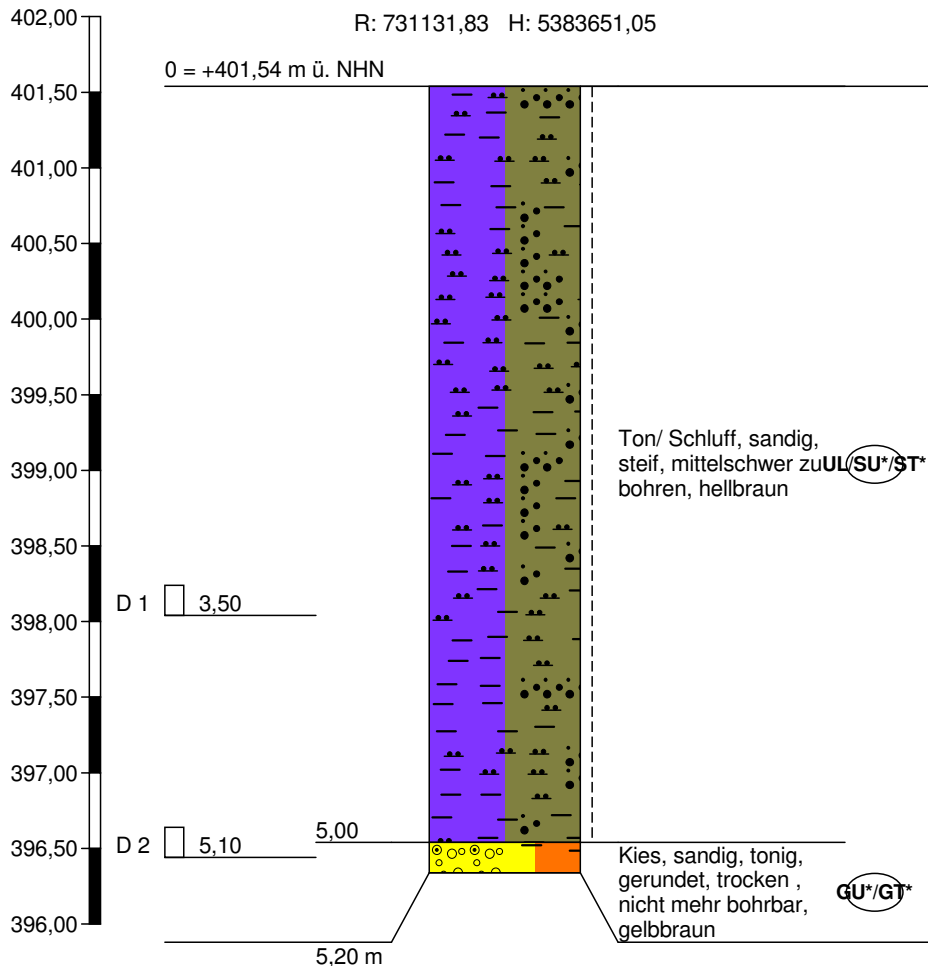 402,00
R: 731131,83 H: 5383651,05
0 = +401,54 m ü. NHN
401,50
401,00
400,50
400,00
399,50
399,00
Ton/ Schluff, sandig,
steif, mittelschwer zu
bohren, hellbraun
UL/SU*/ST*
398,50
D 1 3,50
398,00
397,50
397,00
5,00
D 2 5,10
396,50
Kies, sandig, tonig,
gerundet, trocken ,
nicht mehr bohrbar,
gelbbraun
GU*/GT*
396,00
5,20 m